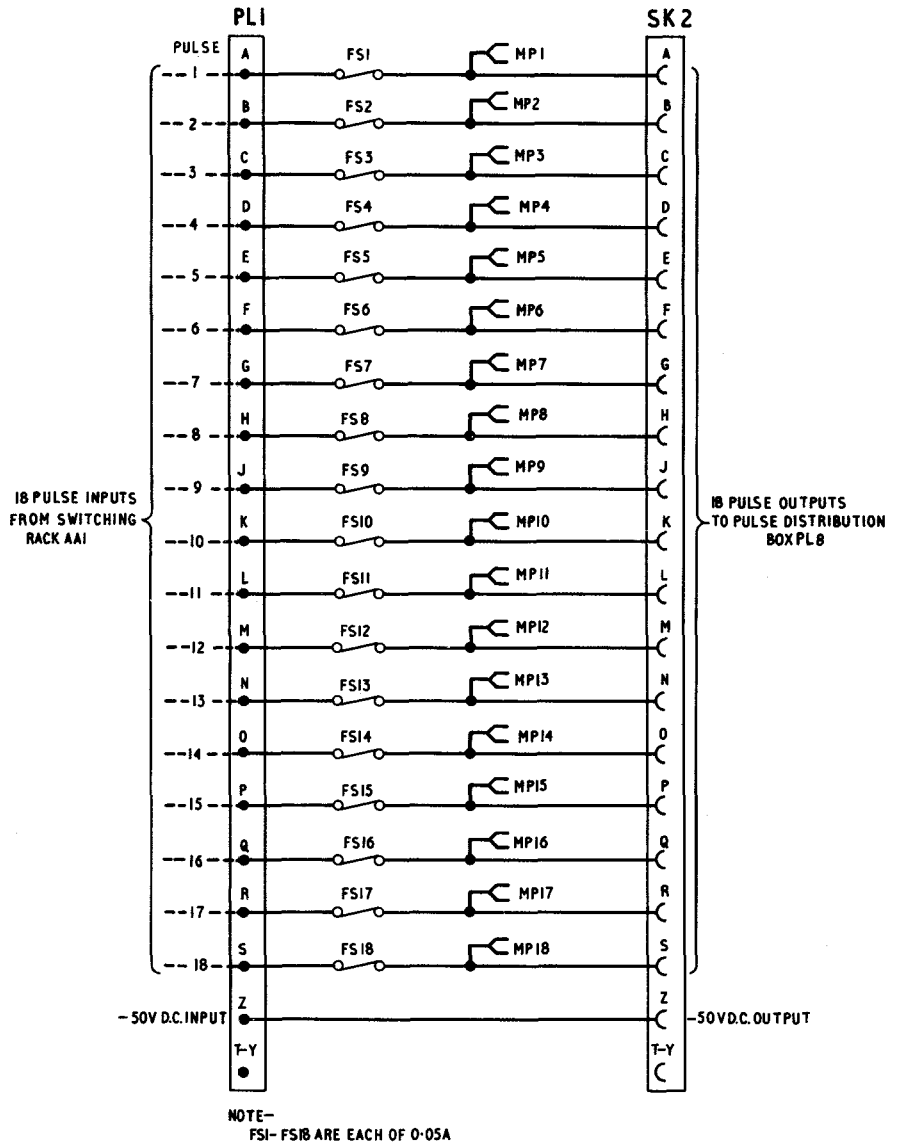 PL1 SK2
PULSE A FS1 MP1 A
1
B FS2 MP2 B
2
C FS3 MP3 C
3
D FS4 MP4 D
4
E FS5 MP5 E
5
F FS6 MP6 F
6
G FS7 MP7 G
7
H FS8 MP8 H
8
J FS9 MP9 J
9
18 PULSE INPUTS
FROM SWITCHING
RACK AA1
18 PULSE OUTPUTS
TO PULSE DISTRIBUTION
BOX PL8
K FS10 MP10 K
10
L FS11 MP11 L
11
M FS12 MP12 M
12
N FS13 MP13 N
13
O FS14 MP14 O
14
P FS15 MP15 P
15
Q FS16 MP16 Q
16
R FS17 MP17 R
17
S FS18 MP18 S
18
Z Z
-50V D.C. INPUT -50V D.C. OUTPUT
T-Y T-Y
NOTE-
FS1-FS18 ARE EACH OF 0·05A